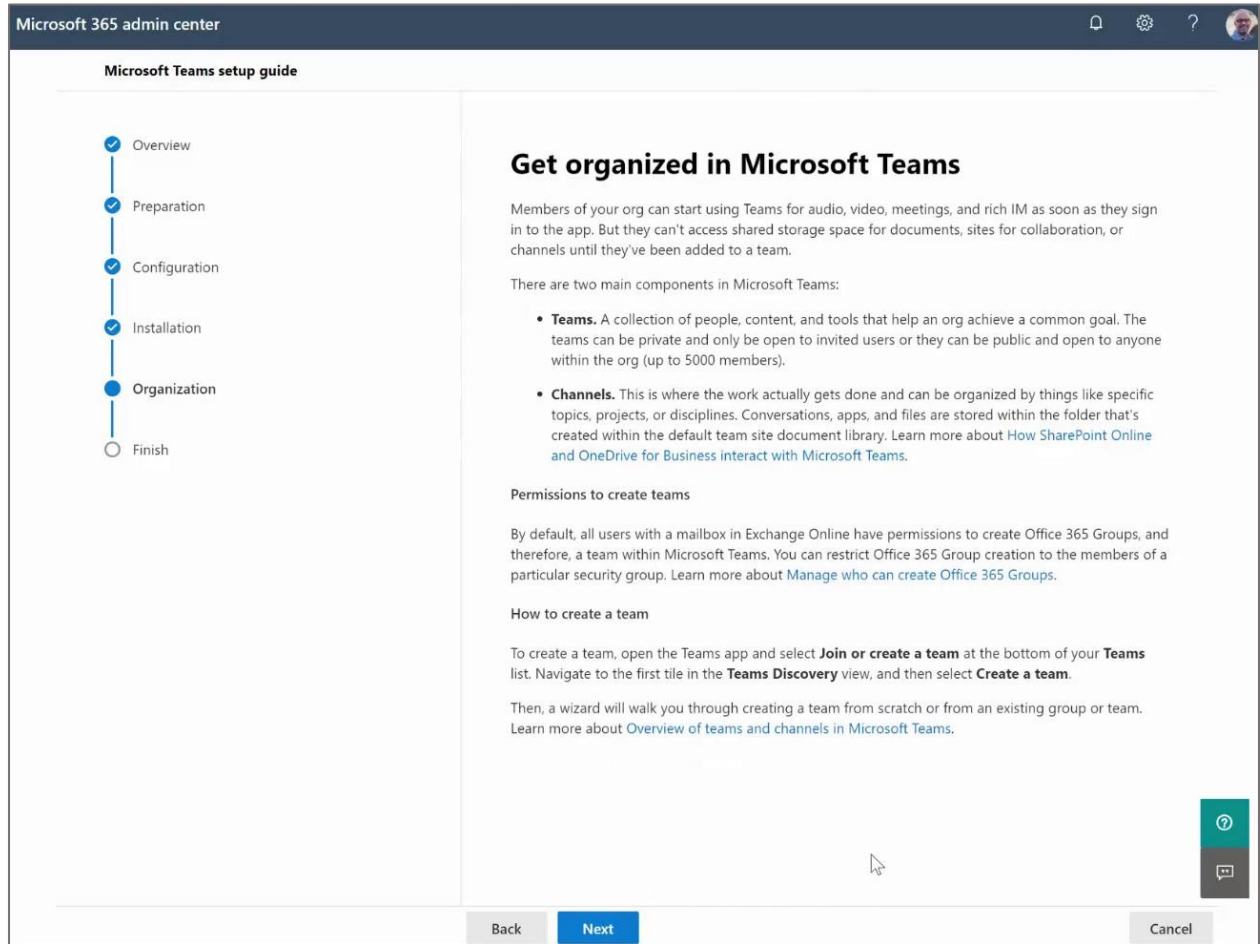 Microsoft 365 admin center
?
Microsoft Teams setup guide
Overview
Preparation
Configuration
Installation
Organization
Finish
Get organized in Microsoft Teams
Members of your org can start using Teams for audio, video, meetings, and rich IM as soon as they sign
in to the app. But they can't access shared storage space for documents, sites for collaboration, or
channels until they've been added to a team.
There are two main components in Microsoft Teams:
• Teams. A collection of people, content, and tools that help an org achieve a common goal. The
teams can be private and only be open to invited users or they can be public and open to anyone
within the org (up to 5000 members).
• Channels. This is where the work actually gets done and can be organized by things like specific
topics, projects, or disciplines. Conversations, apps, and files are stored within the folder that's
created within the default team site document library. Learn more about How SharePoint Online
and OneDrive for Business interact with Microsoft Teams.
Permissions to create teams
By default, all users with a mailbox in Exchange Online have permissions to create Office 365 Groups, and
therefore, a team within Microsoft Teams. You can restrict Office 365 Group creation to the members of a
particular security group. Learn more about Manage who can create Office 365 Groups.
How to create a team
To create a team, open the Teams app and select Join or create a team at the bottom of your Teams
list. Navigate to the first tile in the Teams Discovery view, and then select Create a team.
Then, a wizard will walk you through creating a team from scratch or from an existing group or team.
Learn more about Overview of teams and channels in Microsoft Teams.
Back
Next
Cancel